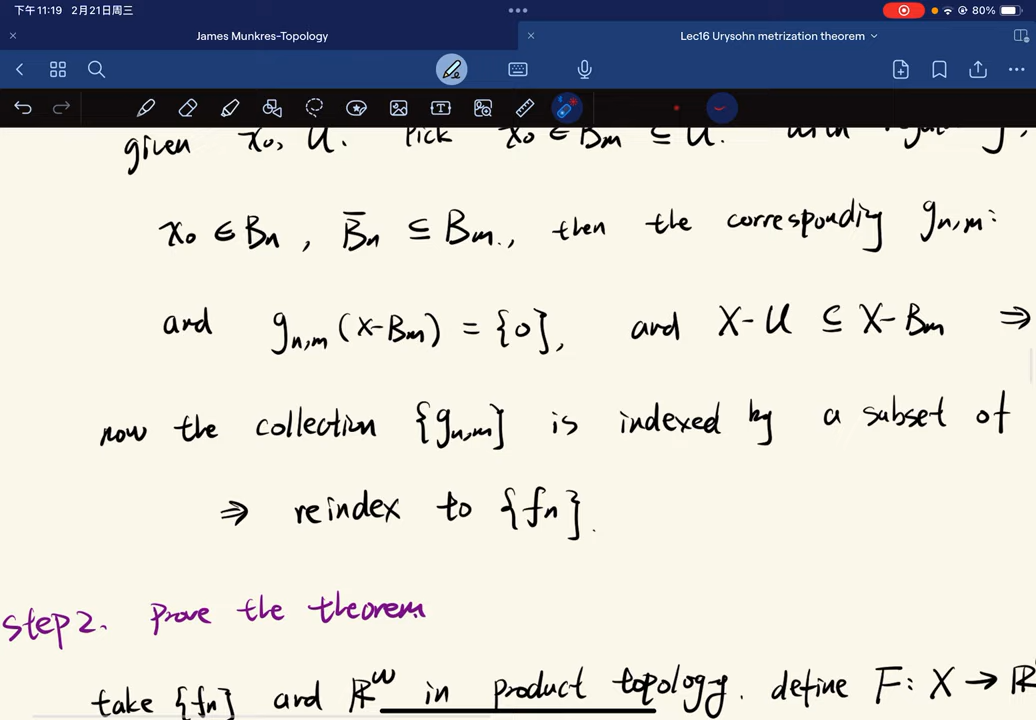 下午11:19 2月21日周三
80%
James Munkres-Topology
Lec16 Urysohn metrization theorem
given x₀, U. Pick x₀ ∈ Bm ⊆ U. with
x₀ ∈ Bn, B̅n ⊆ Bm., then the correspondig gn,m:
and gn,m(X-Bm) = {0}, and X-U ⊆ X-Bm ⇒
now the collection {gn,m} is indexed by a subset of
⇒ reindex to {fn}.
step2. Prove the theorem
take {fn} and ℝ^ω in product topology. define F: X → ℝ